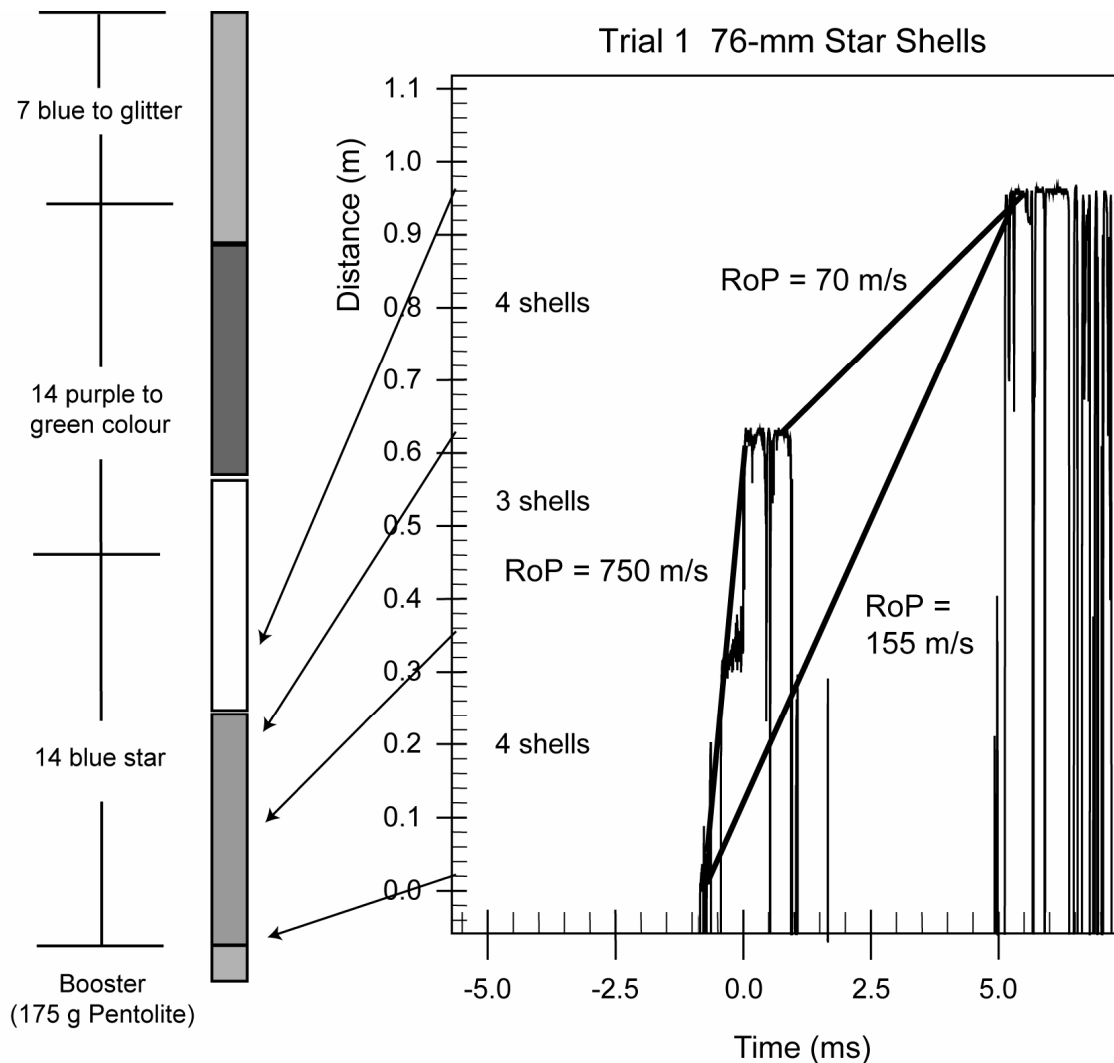 Trial 1 76-mm Star Shells
7 blue to glitter
14 purple to
green colour
14 blue star
Booster
(175 g Pentolite)
Distance (m)
1.1
1.0
0.9
0.8
0.7
0.6
0.5
0.4
0.3
0.2
0.1
0.0
4 shells
3 shells
4 shells
RoP = 70 m/s
RoP = 750 m/s
RoP =
155 m/s
-5.0
-2.5
0.0
2.5
5.0
Time (ms)